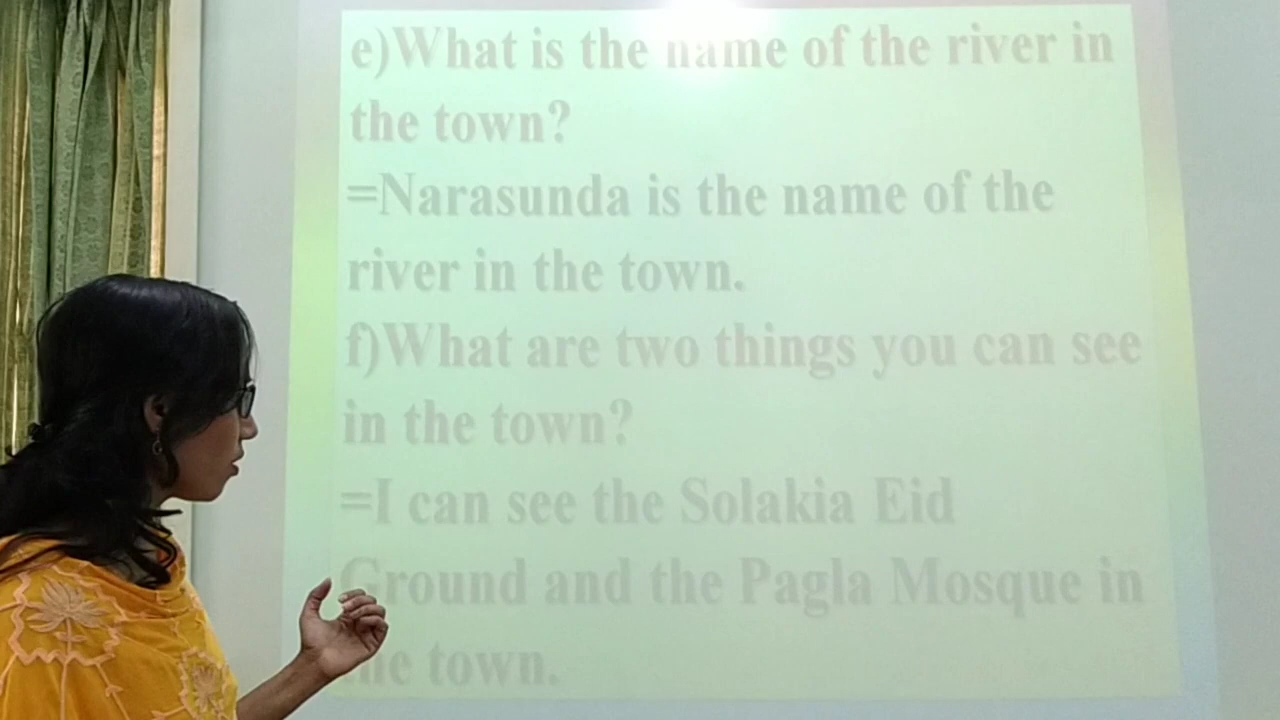 e)What is the name of the river in
the town?
=Narasunda is the name of the
river in the town.
f)What are two things you can see
in the town?
=I can see the Solakia Eid
Ground and the Pagla Mosque in
the town.